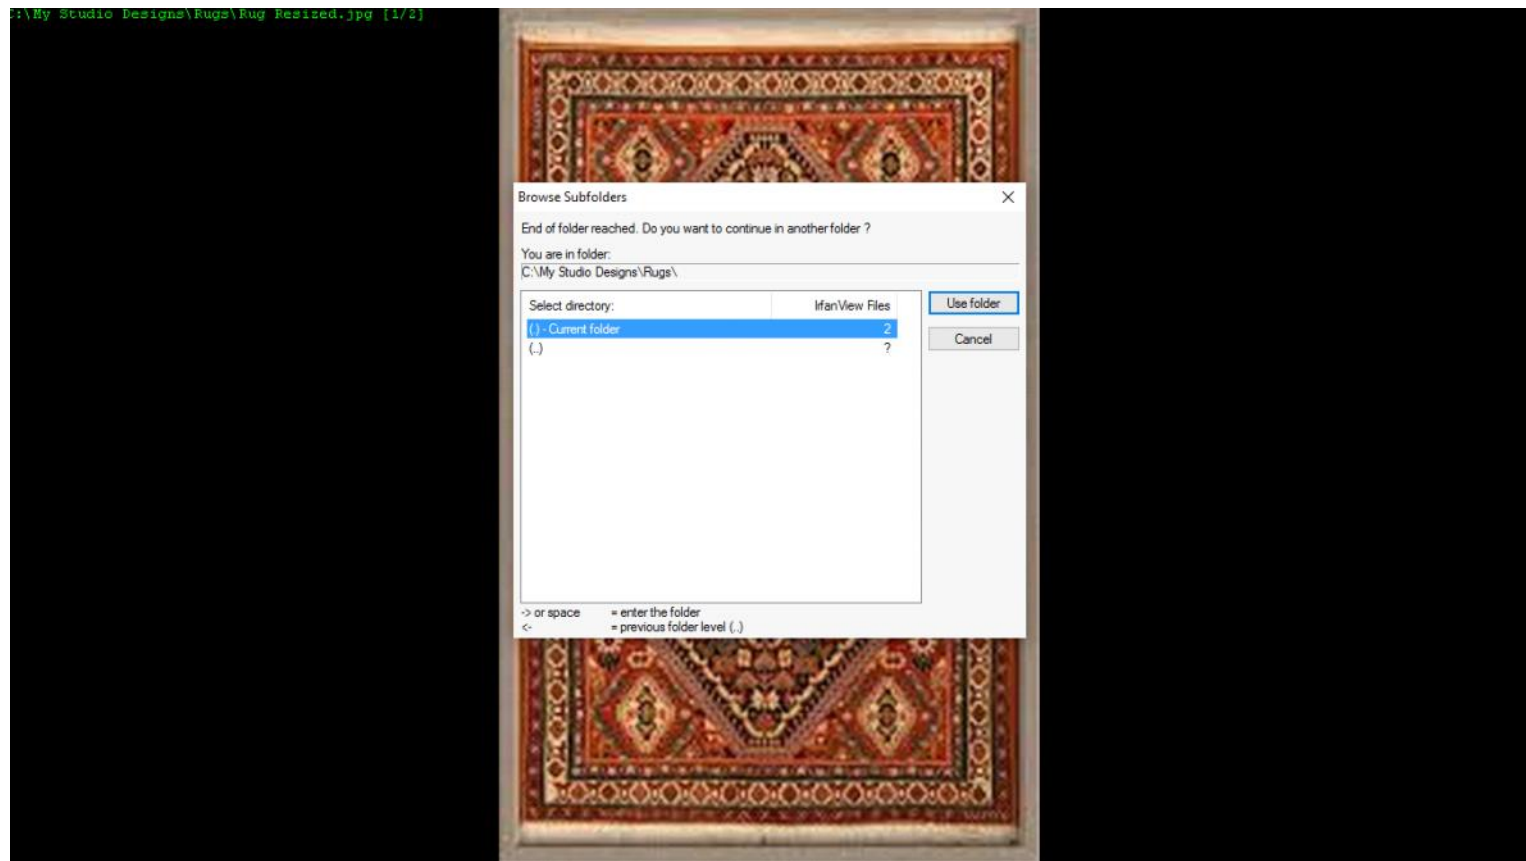 :\My Studio Designs\Rugs\Rug Resized.jpg [1/2]
Browse Subfolders
End of folder reached. Do you want to continue in another folder ?
You are in folder:
C:\My Studio Designs\Rugs\
Select directory: IrfanView Files
(.) - Current folder 2
(..) ?
Use folder
Cancel
-> or space = enter the folder
<- = previous folder level (..)